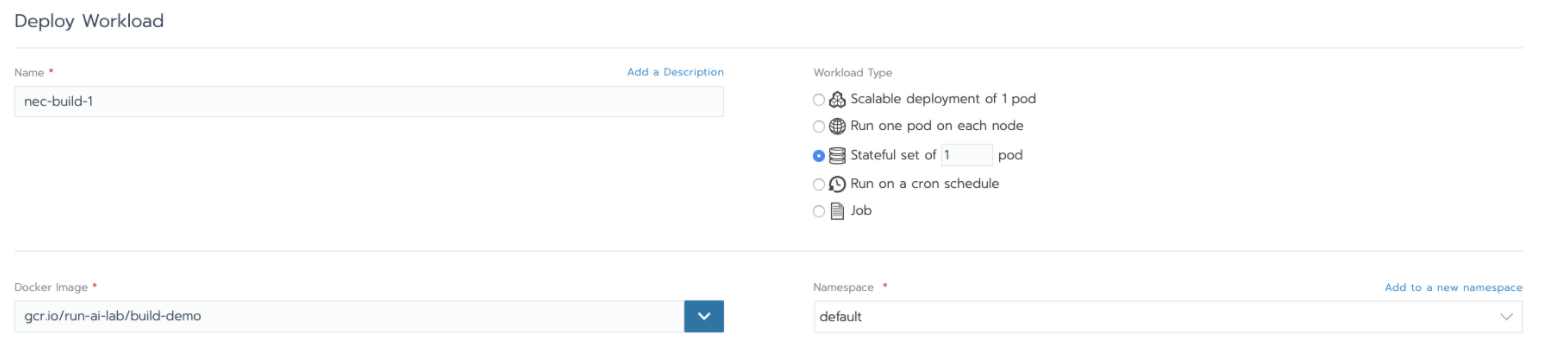 Deploy Workload
Name *
Add a Description
nec-build-1
Workload Type
Scalable deployment of 1 pod
Run one pod on each node
Stateful set of 1 pod
Run on a cron schedule
Job
Docker Image *
gcr.io/run-ai-lab/build-demo
Namespace *
Add to a new namespace
default